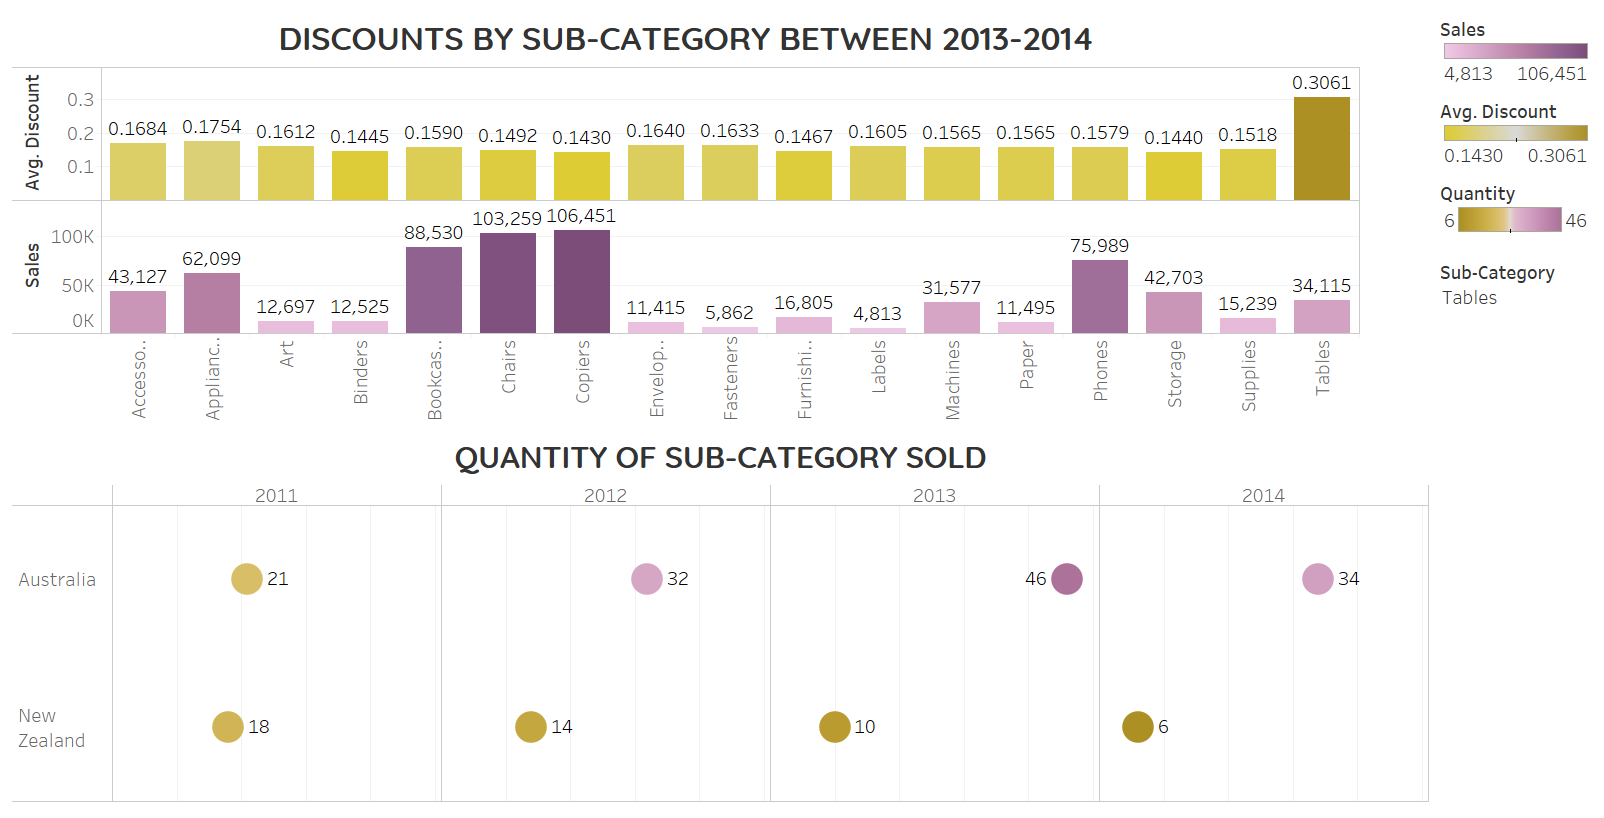 DISCOUNTS BY SUB-CATEGORY BETWEEN 2013-2014
Avg. Discount
0.3
0.2
0.1
0.1684
0.1754
0.1612
0.1445
0.1590
0.1492
0.1430
0.1640
0.1633
0.1467
0.1605
0.1565
0.1565
0.1579
0.1440
0.1518
0.3061
Sales
100K
50K
0K
43,127
62,099
12,697
12,525
88,530
103,259
106,451
11,415
5,862
16,805
4,813
31,577
11,495
75,989
42,703
15,239
34,115
Accesso..
Applianc..
Art
Binders
Bookcas..
Chairs
Copiers
Envelop..
Fasteners
Furnishi..
Labels
Machines
Paper
Phones
Storage
Supplies
Tables
Sales
4,813 106,451
Avg. Discount
0.1430 0.3061
Quantity
6 46
Sub-Category
Tables
QUANTITY OF SUB-CATEGORY SOLD
2011 2012 2013 2014
Australia 21 32 46 34
New
Zealand
18 14 10 6